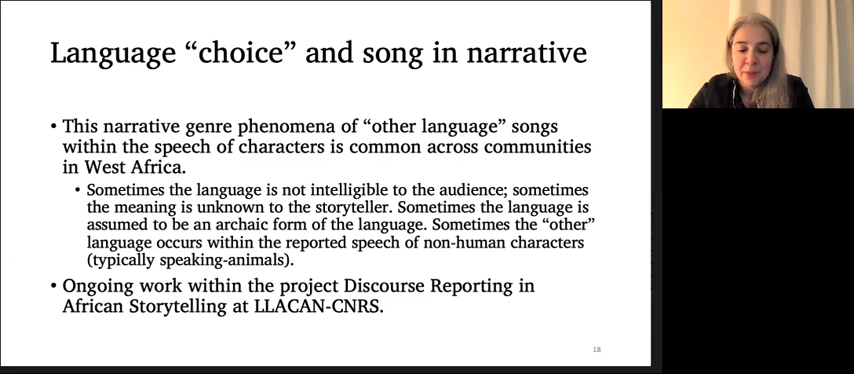 Language “choice” and song in narrative
• This narrative genre phenomena of “other language” songs
within the speech of characters is common across communities
in West Africa.
• Sometimes the language is not intelligible to the audience; sometimes
the meaning is unknown to the storyteller. Sometimes the language is
assumed to be an archaic form of the language. Sometimes the “other”
language occurs within the reported speech of non-human characters
(typically speaking-animals).
• Ongoing work within the project Discourse Reporting in
African Storytelling at LLACAN-CNRS.
18